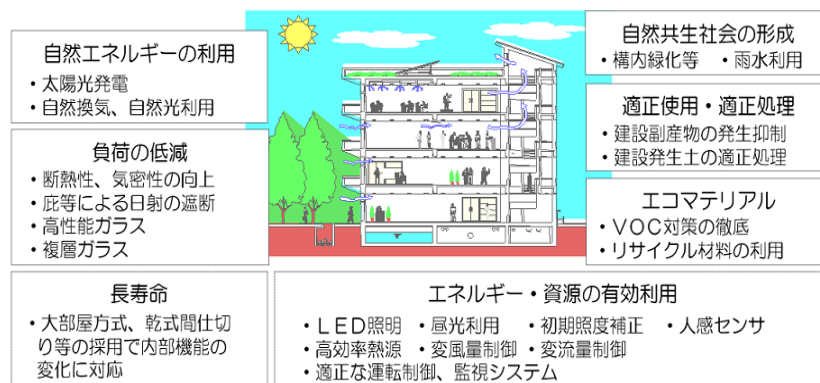 自然エネルギーの利用
・太陽光発電
・自然換気、自然光利用
負荷の低減
・断熱性、気密性の向上
・庇等による日射の遮断
・高性能ガラス
・複層ガラス
長寿命
・大部屋方式、乾式間仕切
り等の採用で内部機能の
変化に対応
自然共生社会の形成
・構内緑化等 ・雨水利用
適正使用・適正処理
・建設副産物の発生抑制
・建設発生土の適正処理
エコマテリアル
・VOC対策の徹底
・リサイクル材料の利用
エネルギー・資源の有効利用
・LED照明 ・昼光利用 ・初期照度補正 ・人感センサ
・高効率熱源 ・変風量制御 ・変流量制御
・適正な運転制御、監視システム